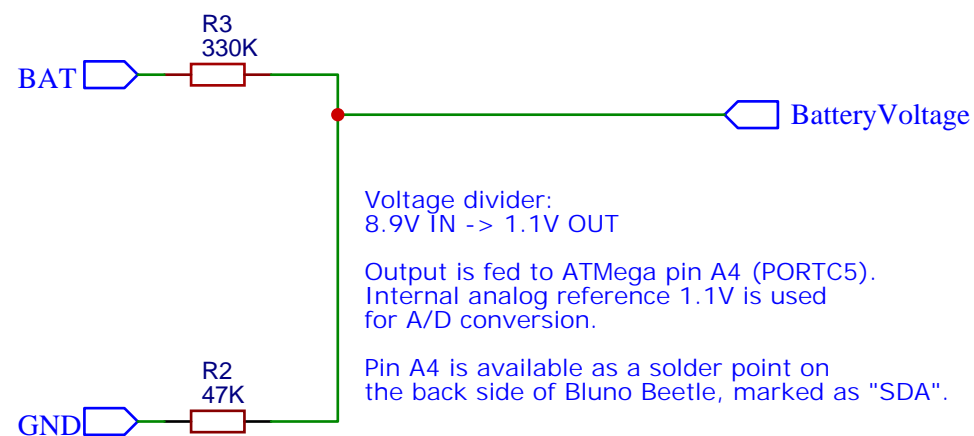 R3
330K
BAT
BatteryVoltage
Voltage divider:
8.9V IN -> 1.1V OUT
Output is fed to ATMega pin A4 (PORTC5).
Internal analog reference 1.1V is used
for A/D conversion.
Pin A4 is available as a solder point on
the back side of Bluno Beetle, marked as "SDA".
R2
47K
GND